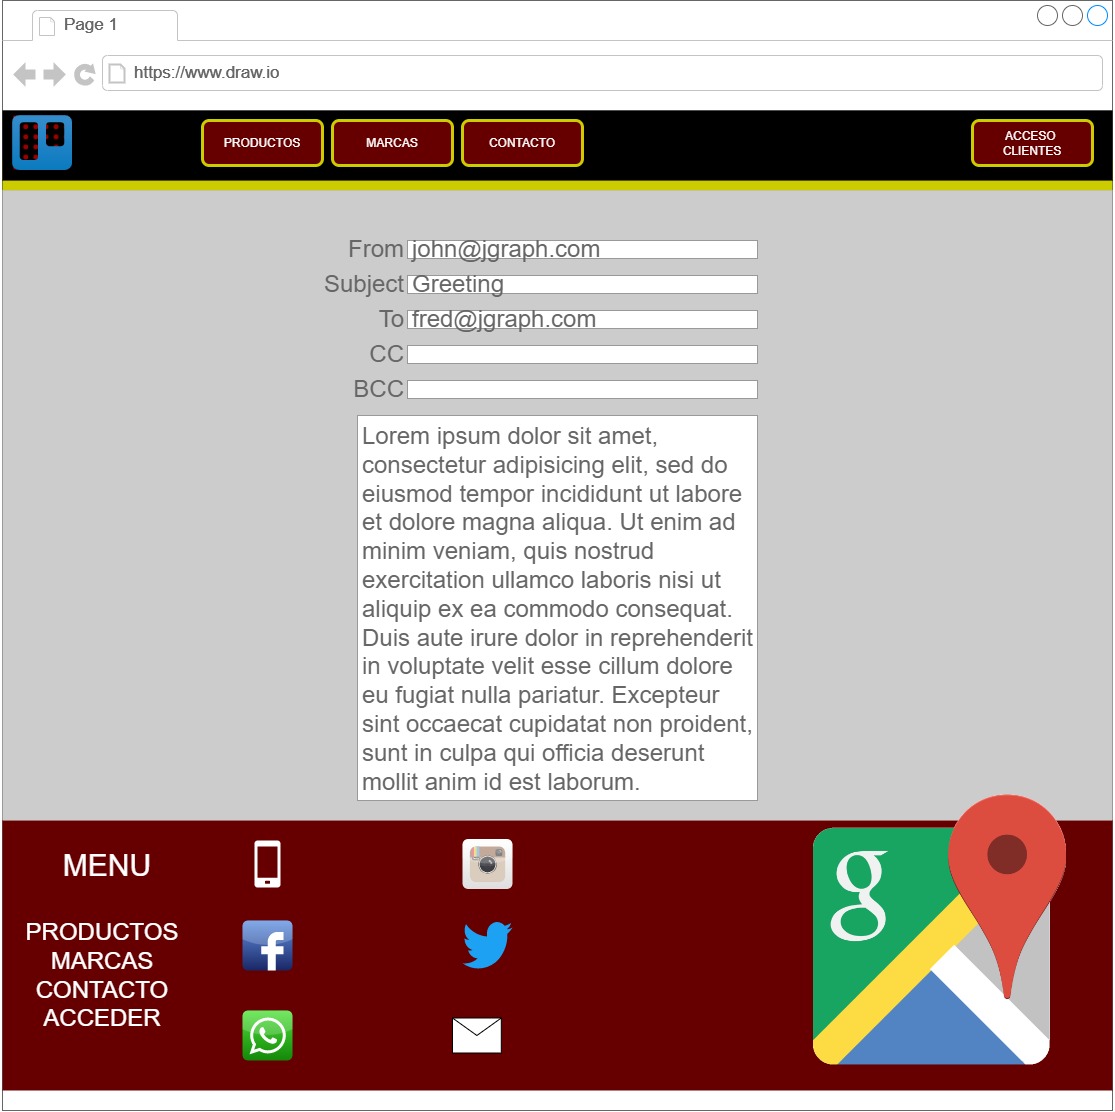 Page 1
https://www.draw.io
PRODUCTOS
MARCAS
CONTACTO
ACCESO
CLIENTES
From john@jgraph.com
Subject Greeting
To fred@jgraph.com
CC
BCC
Lorem ipsum dolor sit amet,
consectetur adipisicing elit, sed do
eiusmod tempor incididunt ut labore
et dolore magna aliqua. Ut enim ad
minim veniam, quis nostrud
exercitation ullamco laboris nisi ut
aliquip ex ea commodo consequat.
Duis aute irure dolor in reprehenderit
in voluptate velit esse cillum dolore
eu fugiat nulla pariatur. Excepteur
sint occaecat cupidatat non proident,
sunt in culpa qui officia deserunt
mollit anim id est laborum.
MENU
PRODUCTOS
MARCAS
CONTACTO
ACCEDER
f
g